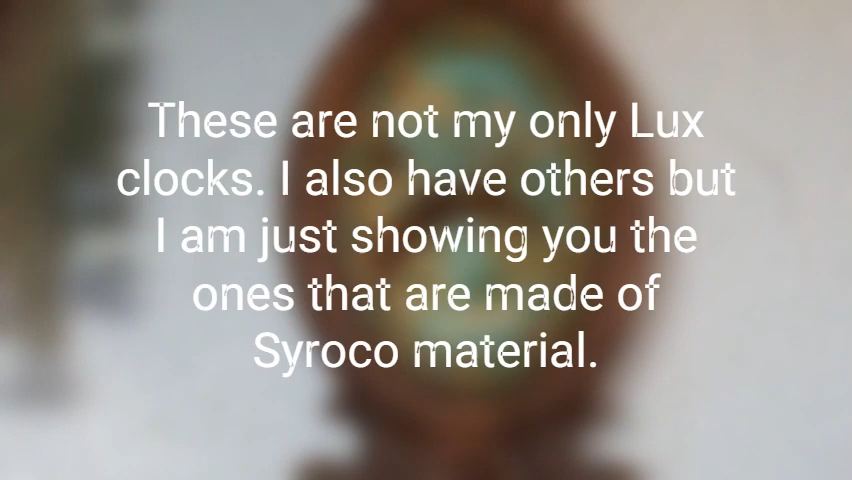 These are not my only Lux
clocks. I also have others but
I am just showing you the
ones that are made of
Syroco material.